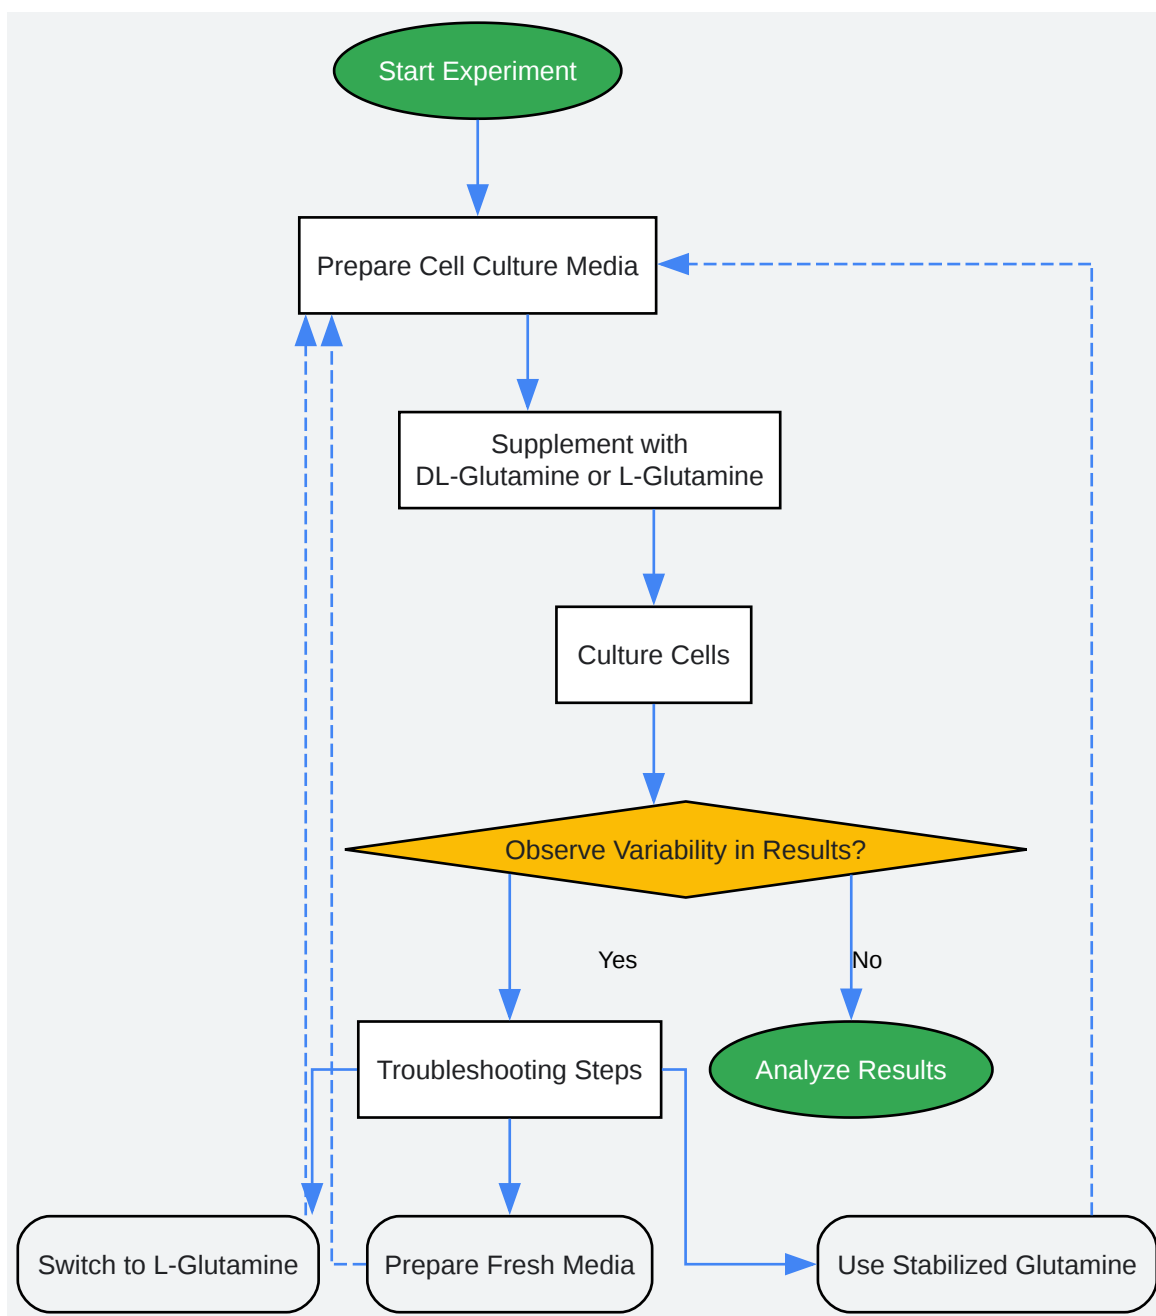 Start Experiment
Prepare Cell Culture Media
Supplement with
DL-Glutamine or L-Glutamine
Culture Cells
Observe Variability in Results?
Yes
No
Troubleshooting Steps
Analyze Results
Switch to L-Glutamine
Prepare Fresh Media
Use Stabilized Glutamine